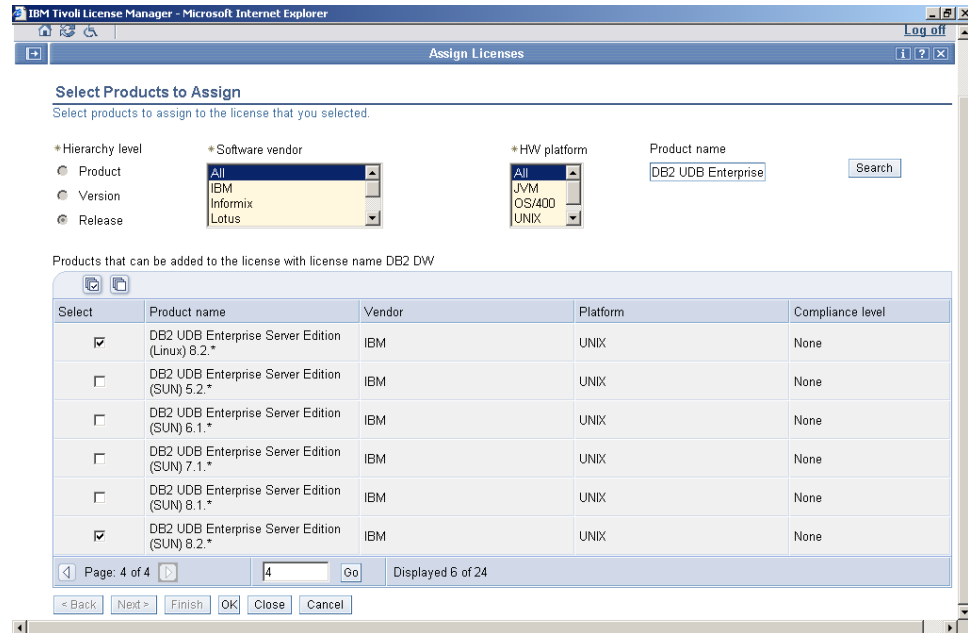 IBM Tivoli License Manager - Microsoft Internet Explorer
Log off
Assign Licenses
Select Products to Assign
Select products to assign to the license that you selected.
*Hierarchy level
Product
Version
Release
*Software vendor
All
IBM
Informix
Lotus
*HW platform
All
JVM
OS/400
UNIX
Product name
DB2 UDB Enterprise
Search
Products that can be added to the license with license name DB2 DW
Select Product name Vendor Platform Compliance level
DB2 UDB Enterprise Server Edition
(Linux) 8.2.* IBM UNIX None
DB2 UDB Enterprise Server Edition
(SUN) 5.2.* IBM UNIX None
DB2 UDB Enterprise Server Edition
(SUN) 6.1.* IBM UNIX None
DB2 UDB Enterprise Server Edition
(SUN) 7.1.* IBM UNIX None
DB2 UDB Enterprise Server Edition
(SUN) 8.1.* IBM UNIX None
DB2 UDB Enterprise Server Edition
(SUN) 8.2.* IBM UNIX None
Page: 4 of 4 4 Go Displayed 6 of 24
< Back Next > Finish OK Close Cancel